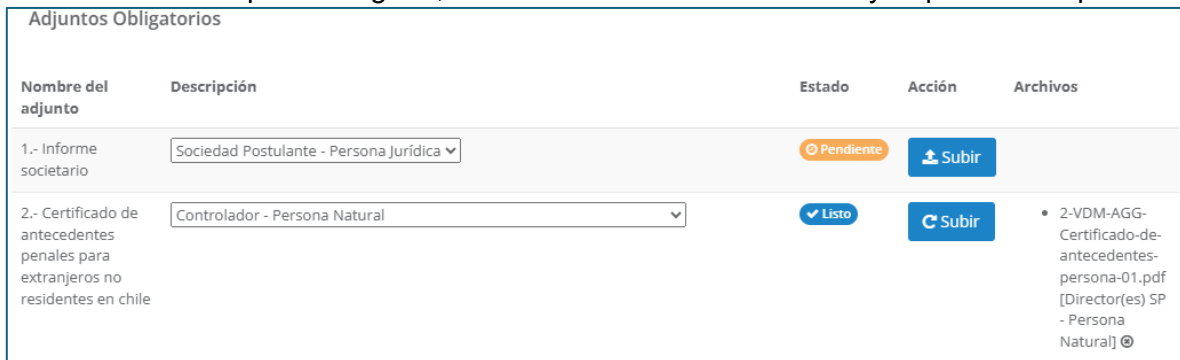 Adjuntos Obligatorios
Nombre del adjunto Descripción Estado Acción Archivos
1.- Informe societario Sociedad Postulante - Persona Jurídica Pendiente Subir
2.- Certificado de antecedentes penales para extranjeros no residentes en chile Controlador - Persona Natural Listo Subir
2-VDM-AGG-
Certificado-de-
antecedentes-
persona-01.pdf
[Director(es) SP
- Persona
Natural]